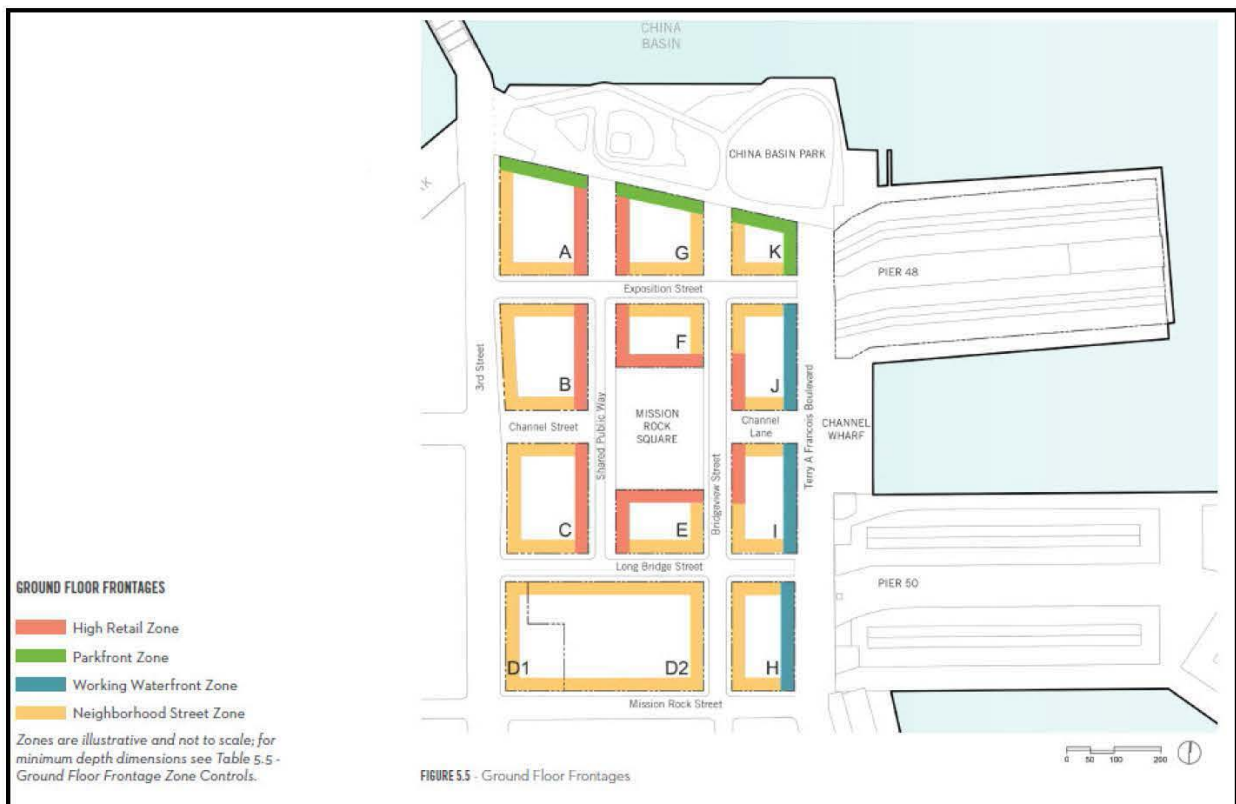 CHINA
BASIN
CHINA BASIN PARK
A
G
K
PIER 48
Exposition Street
3rd Street
B
Shared Public Way
F
MISSION
ROCK
SQUARE
J
Terry A Francois Boulevard
Channel Street
Bridgeview Street
Channel
Lane
CHANNEL
WHARF
C
E
I
Long Bridge Street
PIER 50
D1
D2
H
Mission Rock Street
GROUND FLOOR FRONTAGES
High Retail Zone
Parkfront Zone
Working Waterfront Zone
Neighborhood Street Zone
Zones are illustrative and not to scale; for
minimum depth dimensions see Table 5.5 -
Ground Floor Frontage Zone Controls.
FIGURE 5.5 - Ground Floor Frontages
0 50 100 200